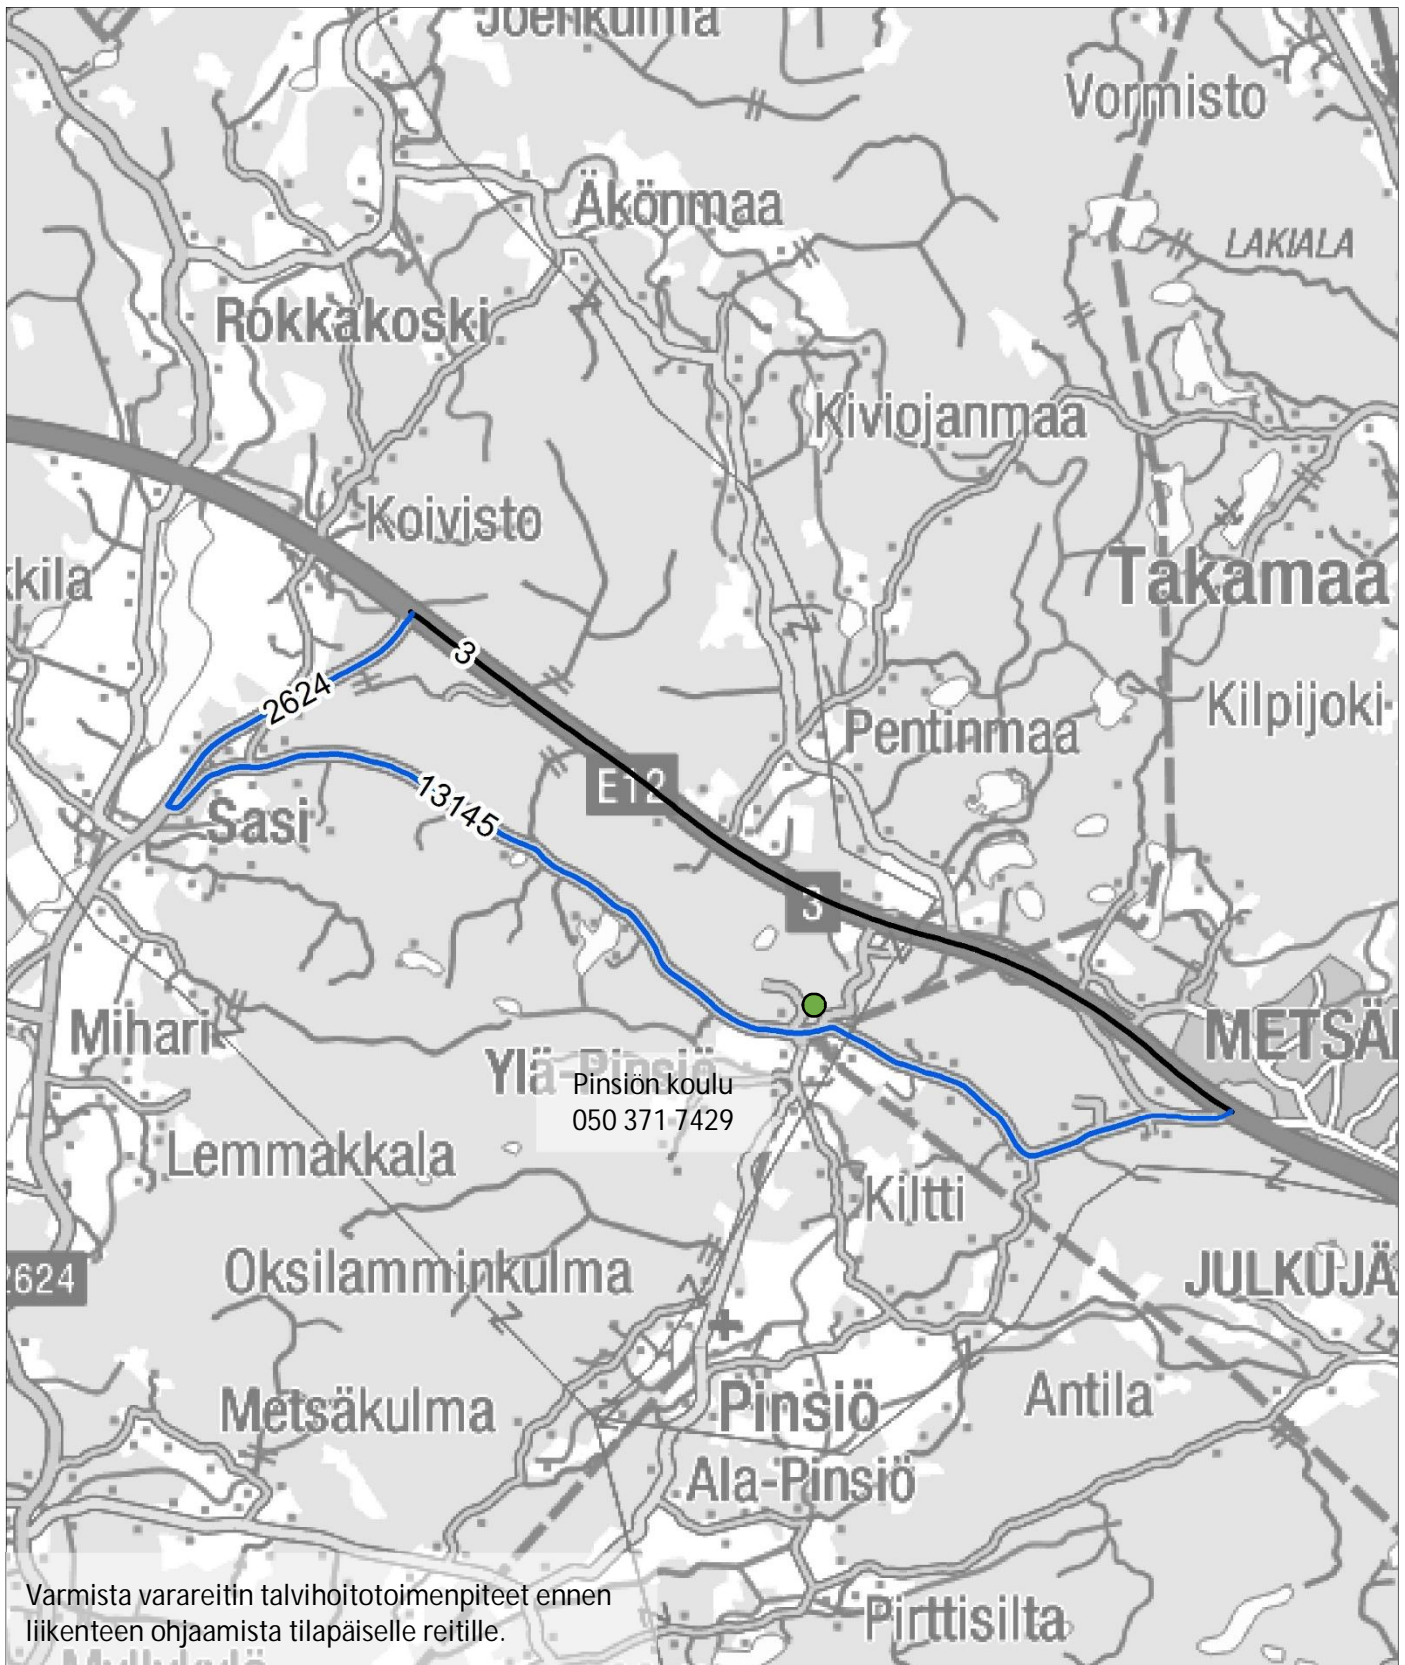 Joenkulma
Vormisto
Äkönmaa
LAKIALA
Rokkakoski
Kiviojanmaa
Koivisto
kkila
Takamaa
3
2624
Kilpijoki
Pentinmaa
E12
13145
Sasi
3
Mihari
METSÄ
Ylä-Pinsiö
Pinsiön koulu
050 371 7429
Lemmakkala
Kiltti
Oksilamminkulma
2624
JULKUJÄ
Metsäkulma
Pinsiö
Antila
Ala-Pinsiö
Varmista varareitin talvihoitotoimenpiteet ennen
liikenteen ohjaamista tilapäiselle reitille.
Pirttisilta